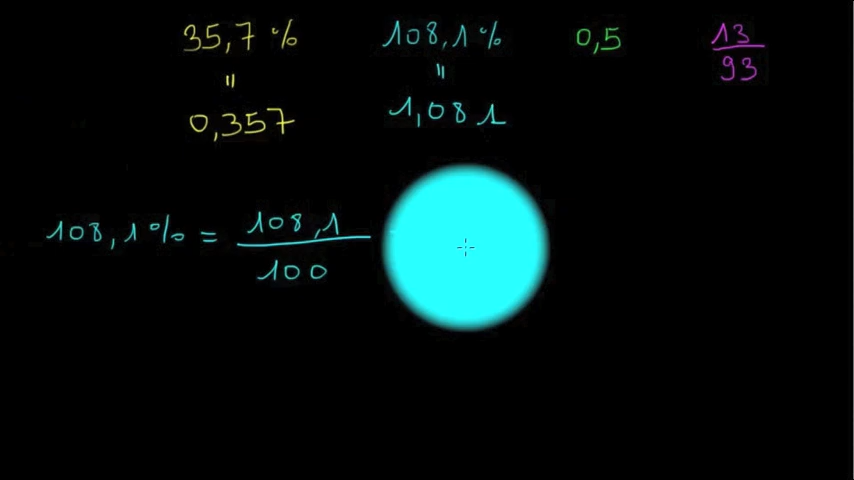 35,7 % 108,1 % 0,5 13/93
= =
0,357 1,081
108,1 % = 108,1/100